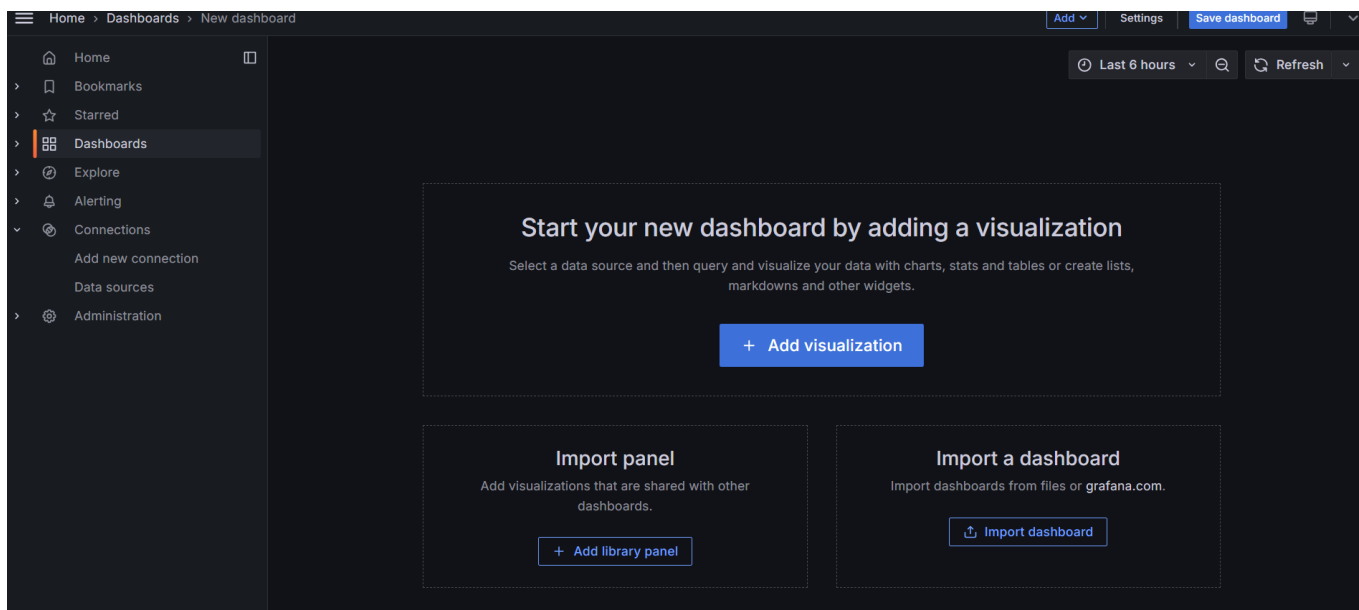 Home › Dashboards › New dashboard
Add
Settings
Save dashboard
Home
Bookmarks
Starred
Dashboards
Explore
Alerting
Connections
Add new connection
Data sources
Administration
Last 6 hours
Refresh
Start your new dashboard by adding a visualization
Select a data source and then query and visualize your data with charts, stats and tables or create lists,
markdowns and other widgets.
+ Add visualization
Import panel
Add visualizations that are shared with other
dashboards.
+ Add library panel
Import a dashboard
Import dashboards from files or grafana.com.
Import dashboard